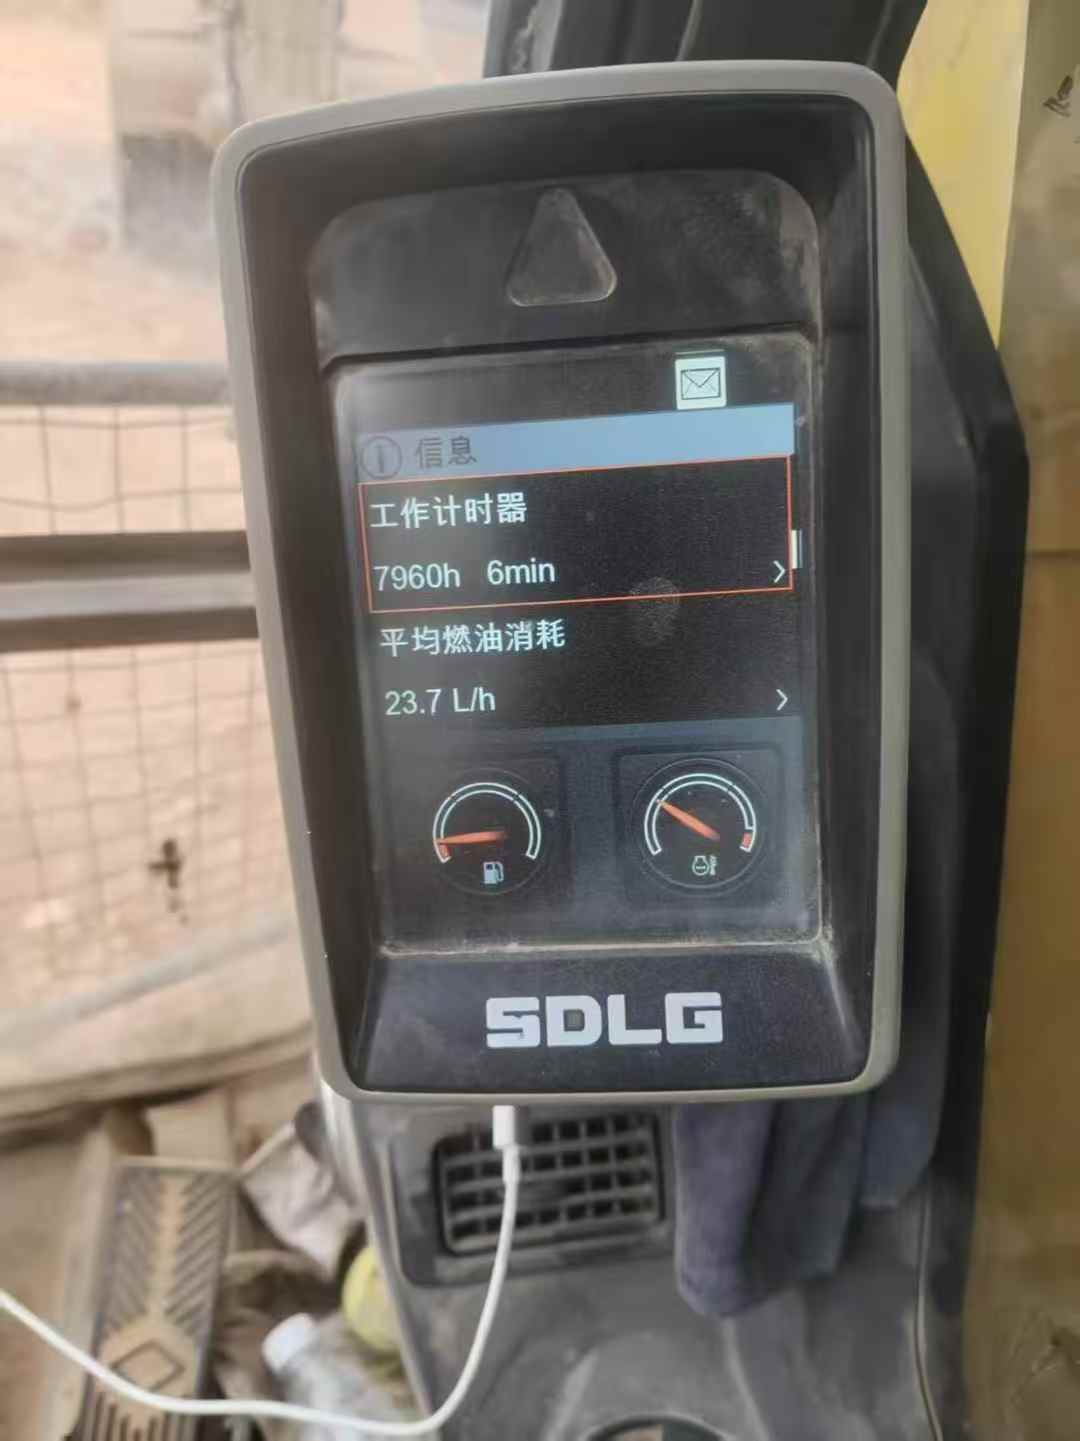 信息
工作计时器
7960h 6min
平均燃油消耗
23.7 L/h
SDLG